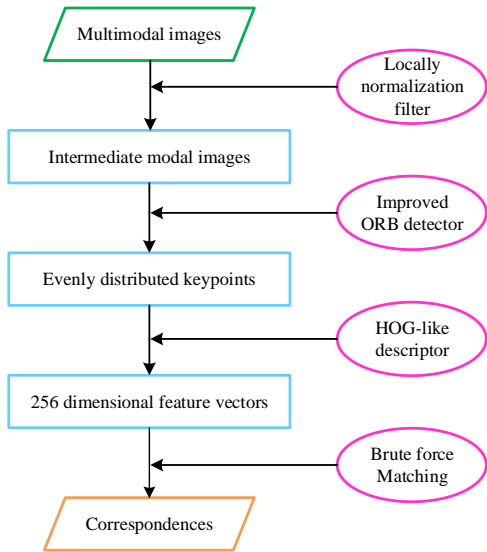 Multimodal images
Locally
normalization
filter
Intermediate modal images
Improved
ORB detector
Evenly distributed keypoints
HOG-like
descriptor
256 dimensional feature vectors
Brute force
Matching
Correspondences